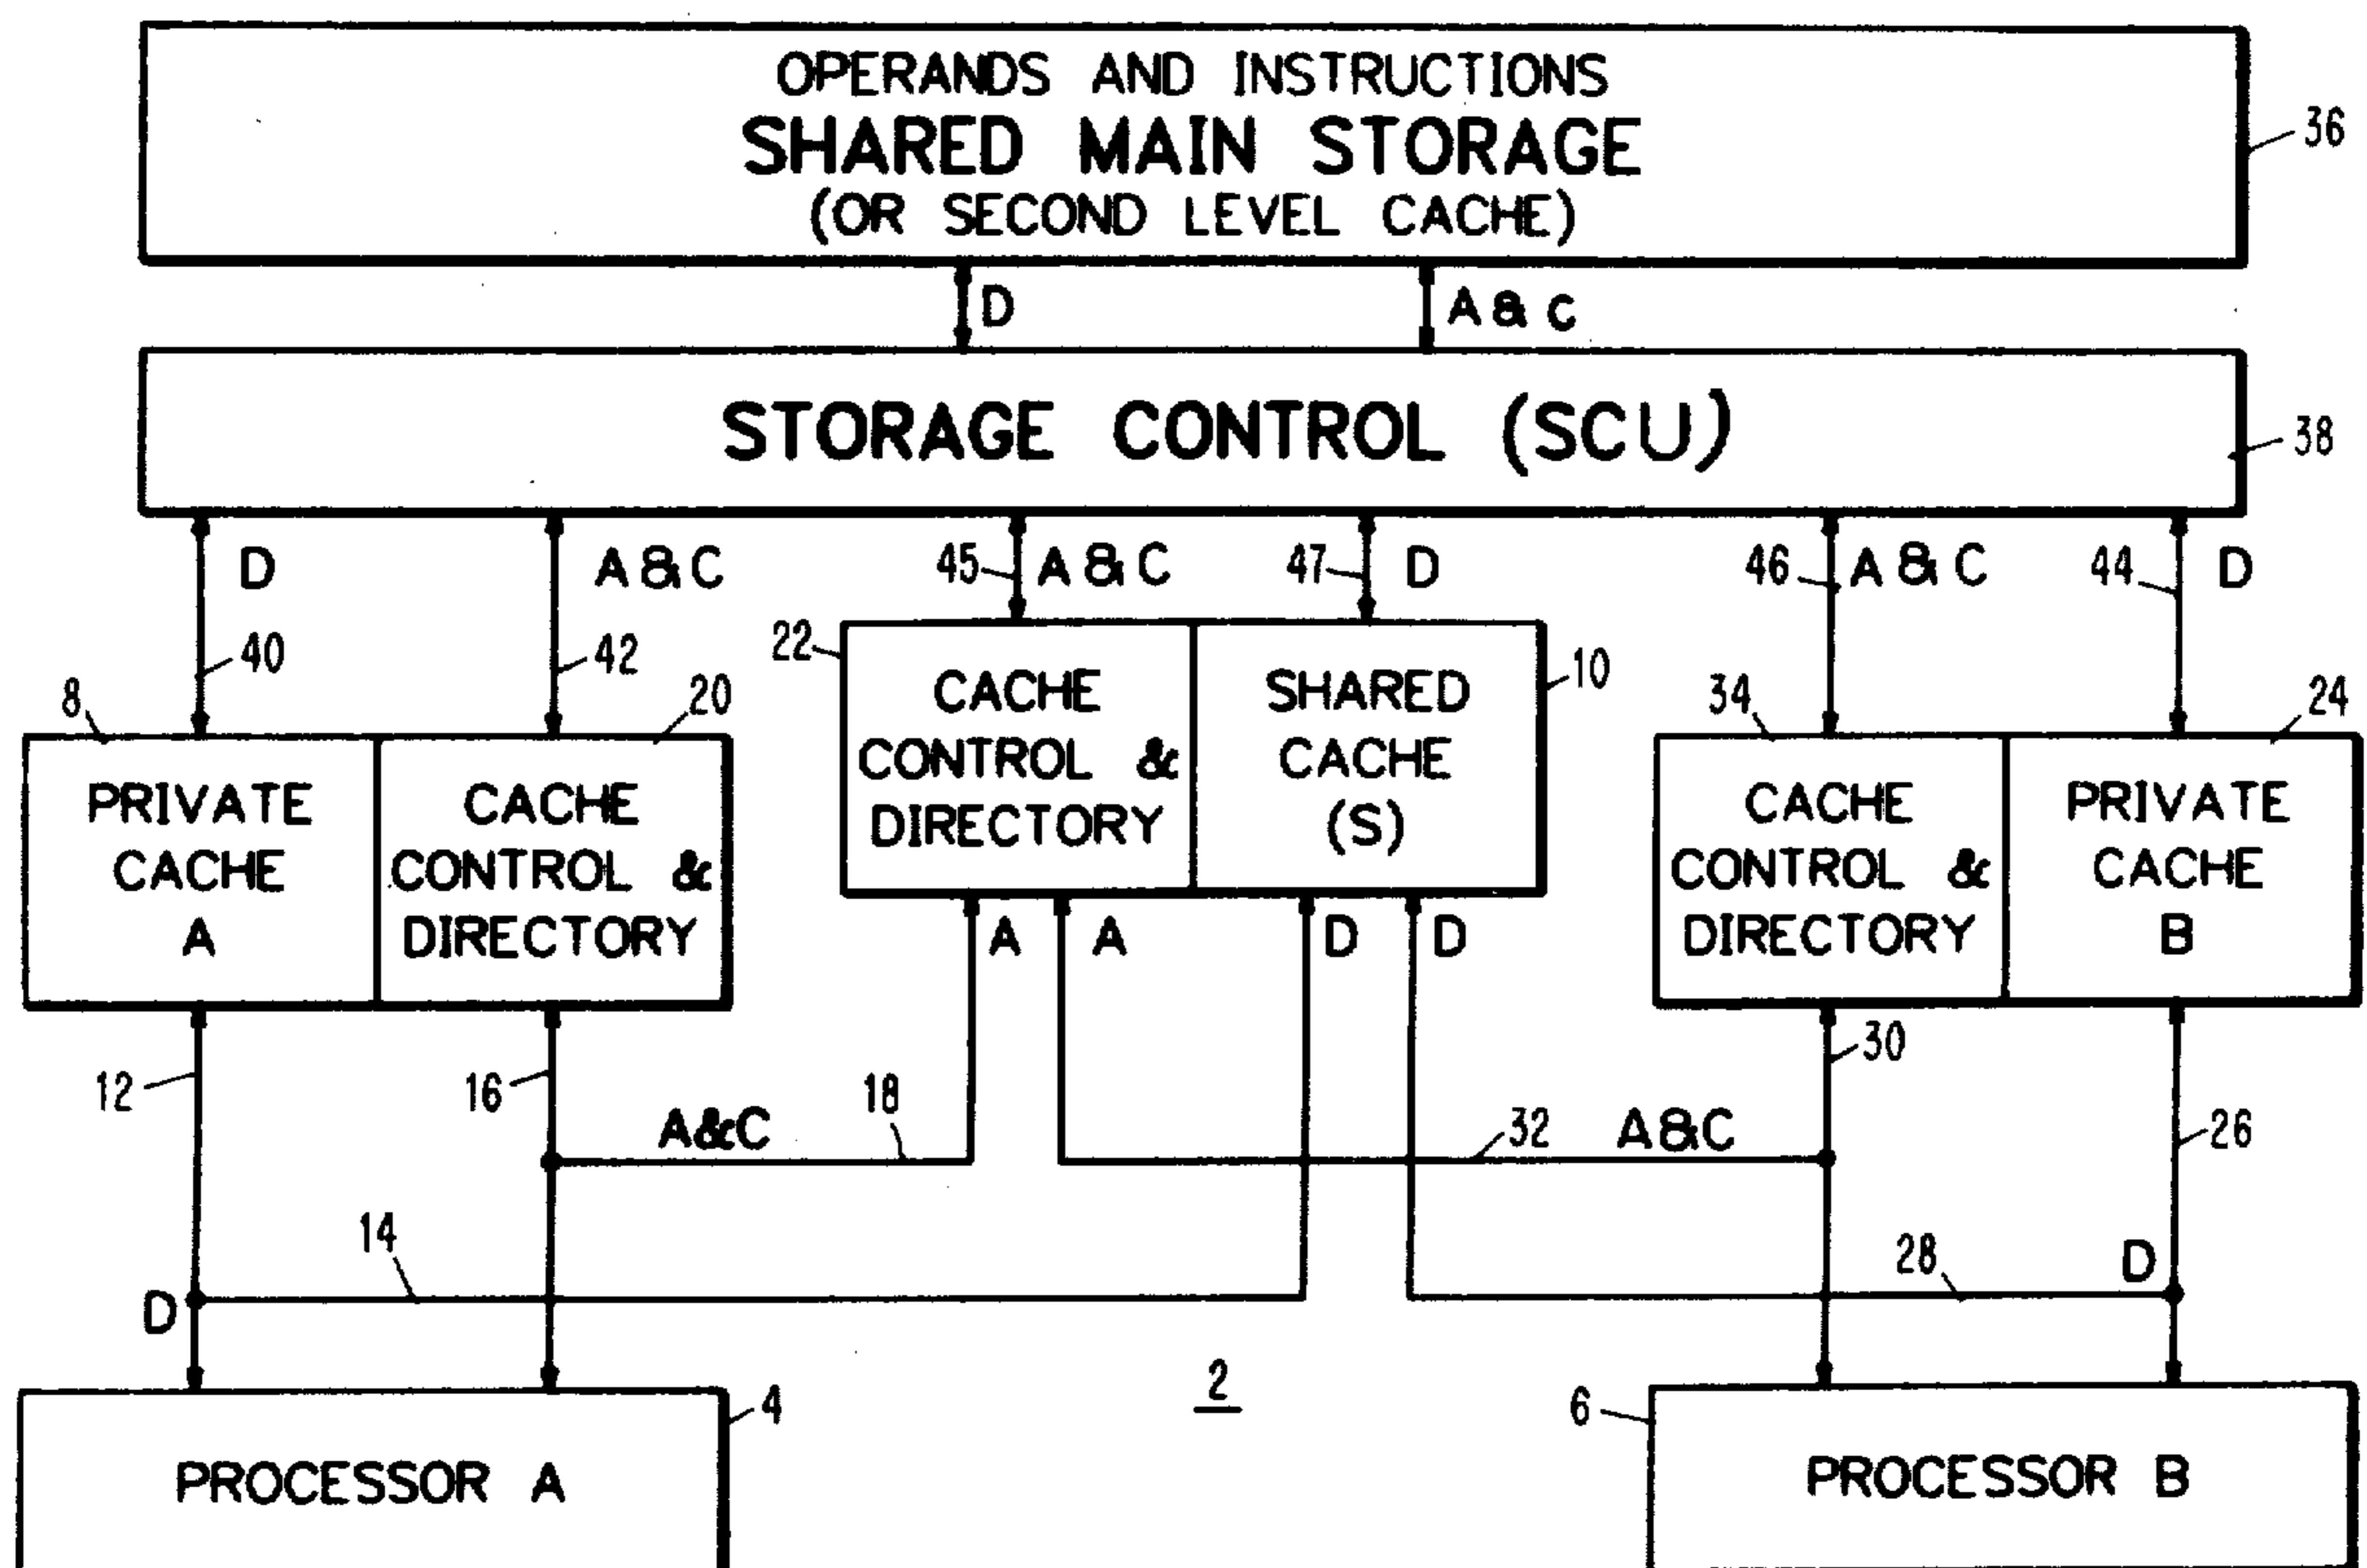 OPERANDS AND INSTRUCTIONS
SHARED MAIN STORAGE
(OR SECOND LEVEL CACHE)
36
D
A & C
STORAGE CONTROL (SCU)
38
D
A & C
45
A & C
47
D
46
A & C
44
D
40
42
8
20
22
10
34
24
PRIVATE
CACHE
A
CACHE
CONTROL &
DIRECTORY
CACHE
CONTROL &
DIRECTORY
SHARED
CACHE
(S)
CACHE
CONTROL &
DIRECTORY
PRIVATE
CACHE
B
A
A
D
D
12
16
A&C
18
32
A&C
30
26
14
D
28
D
2
4
6
PROCESSOR A
PROCESSOR B